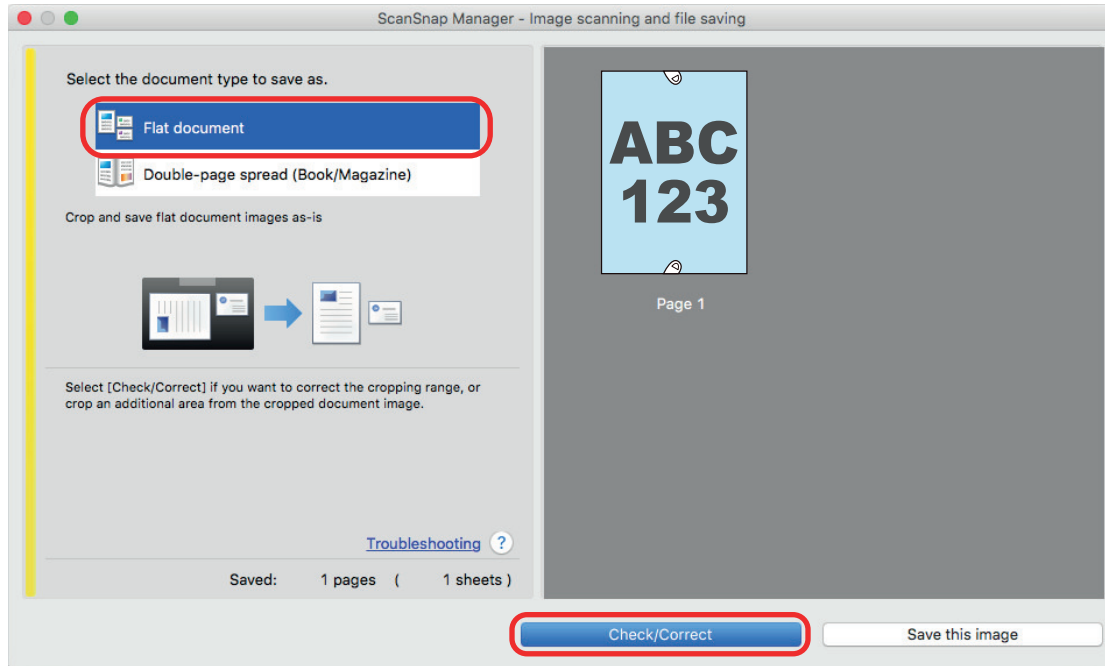 ScanSnap Manager - Image scanning and file saving
Select the document type to save as.
Flat document
Double-page spread (Book/Magazine)
Crop and save flat document images as-is
Select [Check/Correct] if you want to correct the cropping range, or
crop an additional area from the cropped document image.
Troubleshooting ?
Saved: 1 pages ( 1 sheets )
ABC
123
Page 1
Check/Correct
Save this image